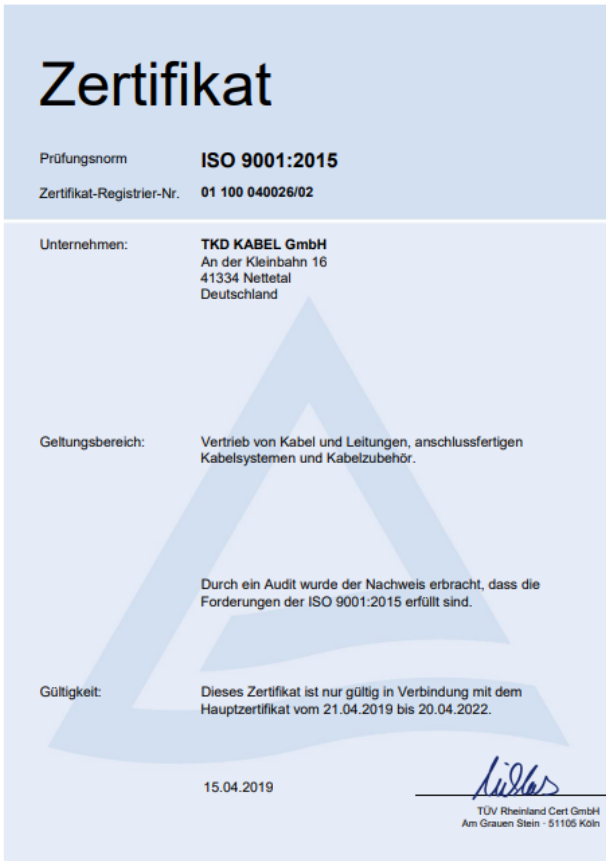 Zertifikat
Prüfungsnorm ISO 9001:2015
Zertifikat-Registrier-Nr. 01 100 040026/02
Unternehmen: TKD KABEL GmbH
An der Kleinbahn 16
41334 Nettetal
Deutschland
Geltungsbereich: Vertrieb von Kabel und Leitungen, anschlussfertigen
Kabelsystemen und Kabelzubehör.
Durch ein Audit wurde der Nachweis erbracht, dass die
Forderungen der ISO 9001:2015 erfüllt sind.
Gültigkeit: Dieses Zertifikat ist nur gültig in Verbindung mit dem
Hauptzertifikat vom 21.04.2019 bis 20.04.2022.
15.04.2019
TÜV Rheinland Cert GmbH
Am Grauen Stein · 51105 Köln